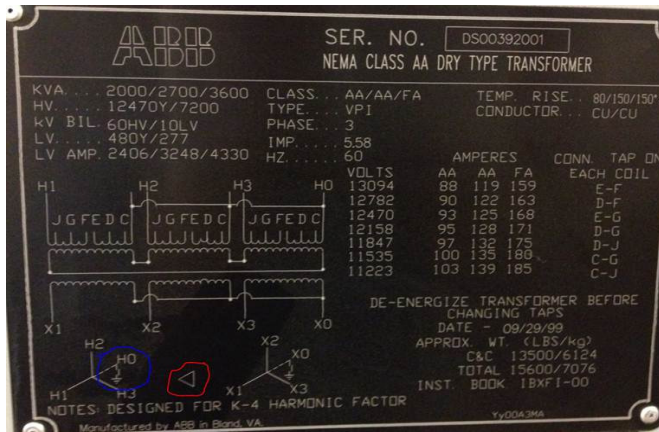 ABB
SER. NO. DS00392001
NEMA CLASS AA DRY TYPE TRANSFORMER
KVA.... 2000/2700/3600 CLASS... AA/AA/FA TEMP. RISE.. 80/150/150°
HV..... 12470Y/7200 TYPE.... VPI CONDUCTOR... CU/CU
kV BIL. 60HV/10LV PHASE... 3
LV..... 480Y/277 IMP..... 5.58
LV AMP. 2406/3248/4330 HZ...... 60
AMPERES CONN. TAP ON
VOLTS AA AA FA EACH COIL
13094 88 119 159 E-F
12782 90 122 163 D-F
12470 93 125 168 E-G
12158 95 128 171 D-G
11847 97 132 175 D-J
11535 100 135 180 C-G
11223 103 139 185 C-J
H1 H2 H3 H0
J G F E D C J G F E D C J G F E D C
X1 X2 X3 X0
H2 H0 H1 H3
X2 X0 X1 X3
DE-ENERGIZE TRANSFORMER BEFORE
CHANGING TAPS
DATE - 09/29/99
APPROX. WT. (LBS/kg)
C&C 13500/6124
TOTAL 15600/7076
INST. BOOK IBXFI-00
NOTES: DESIGNED FOR K-4 HARMONIC FACTOR
Manufactured by ABB in Bland, VA.
Yy00A3MA